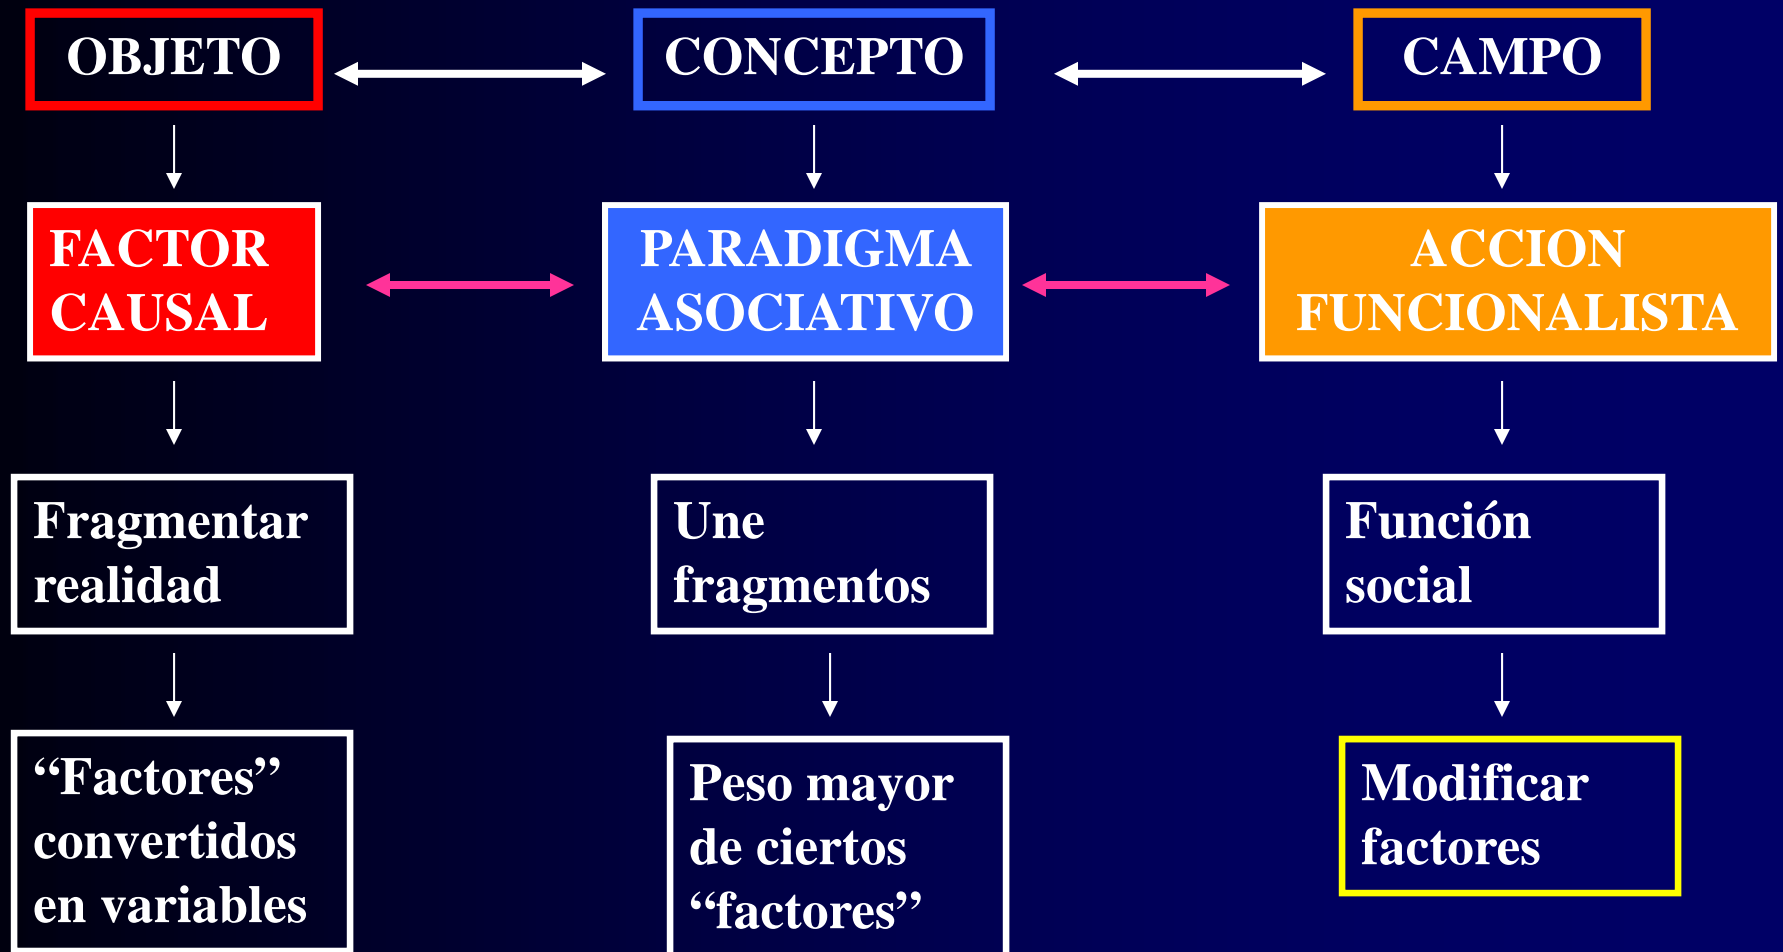 OBJETO
CONCEPTO
CAMPO
FACTOR
CAUSAL
PARADIGMA
ASOCIATIVO
ACCION
FUNCIONALISTA
Fragmentar
realidad
Une
fragmentos
Función
social
“Factores”
convertidos
en variables
Peso mayor
de ciertos
“factores”
Modificar
factores